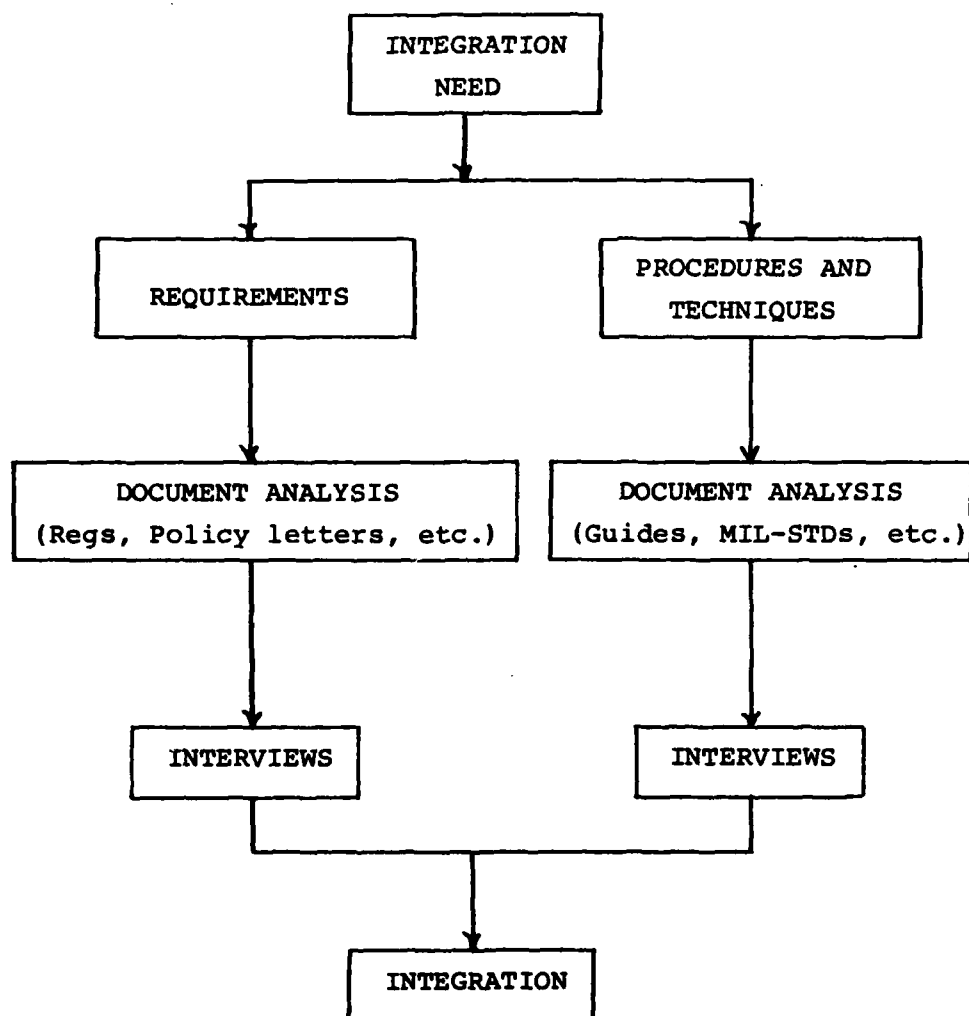 INTEGRATION
NEED
REQUIREMENTS
PROCEDURES AND
TECHNIQUES
DOCUMENT ANALYSIS
(Regs, Policy letters, etc.)
DOCUMENT ANALYSIS
(Guides, MIL-STDs, etc.)
INTERVIEWS
INTERVIEWS
INTEGRATION